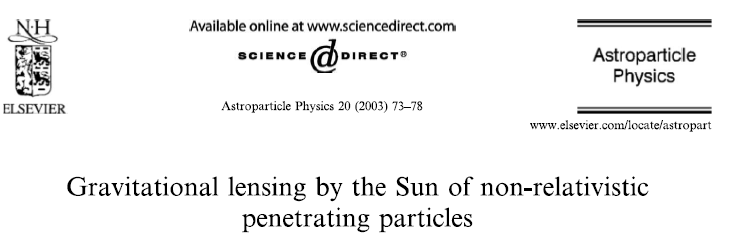 N·H
ELSEVIER
Available online at www.sciencedirect.com
SCIENCE @ DIRECT®
Astroparticle Physics 20 (2003) 73–78
Astroparticle
Physics
www.elsevier.com/locate/astropart
Gravitational lensing by the Sun of non-relativistic
penetrating particles